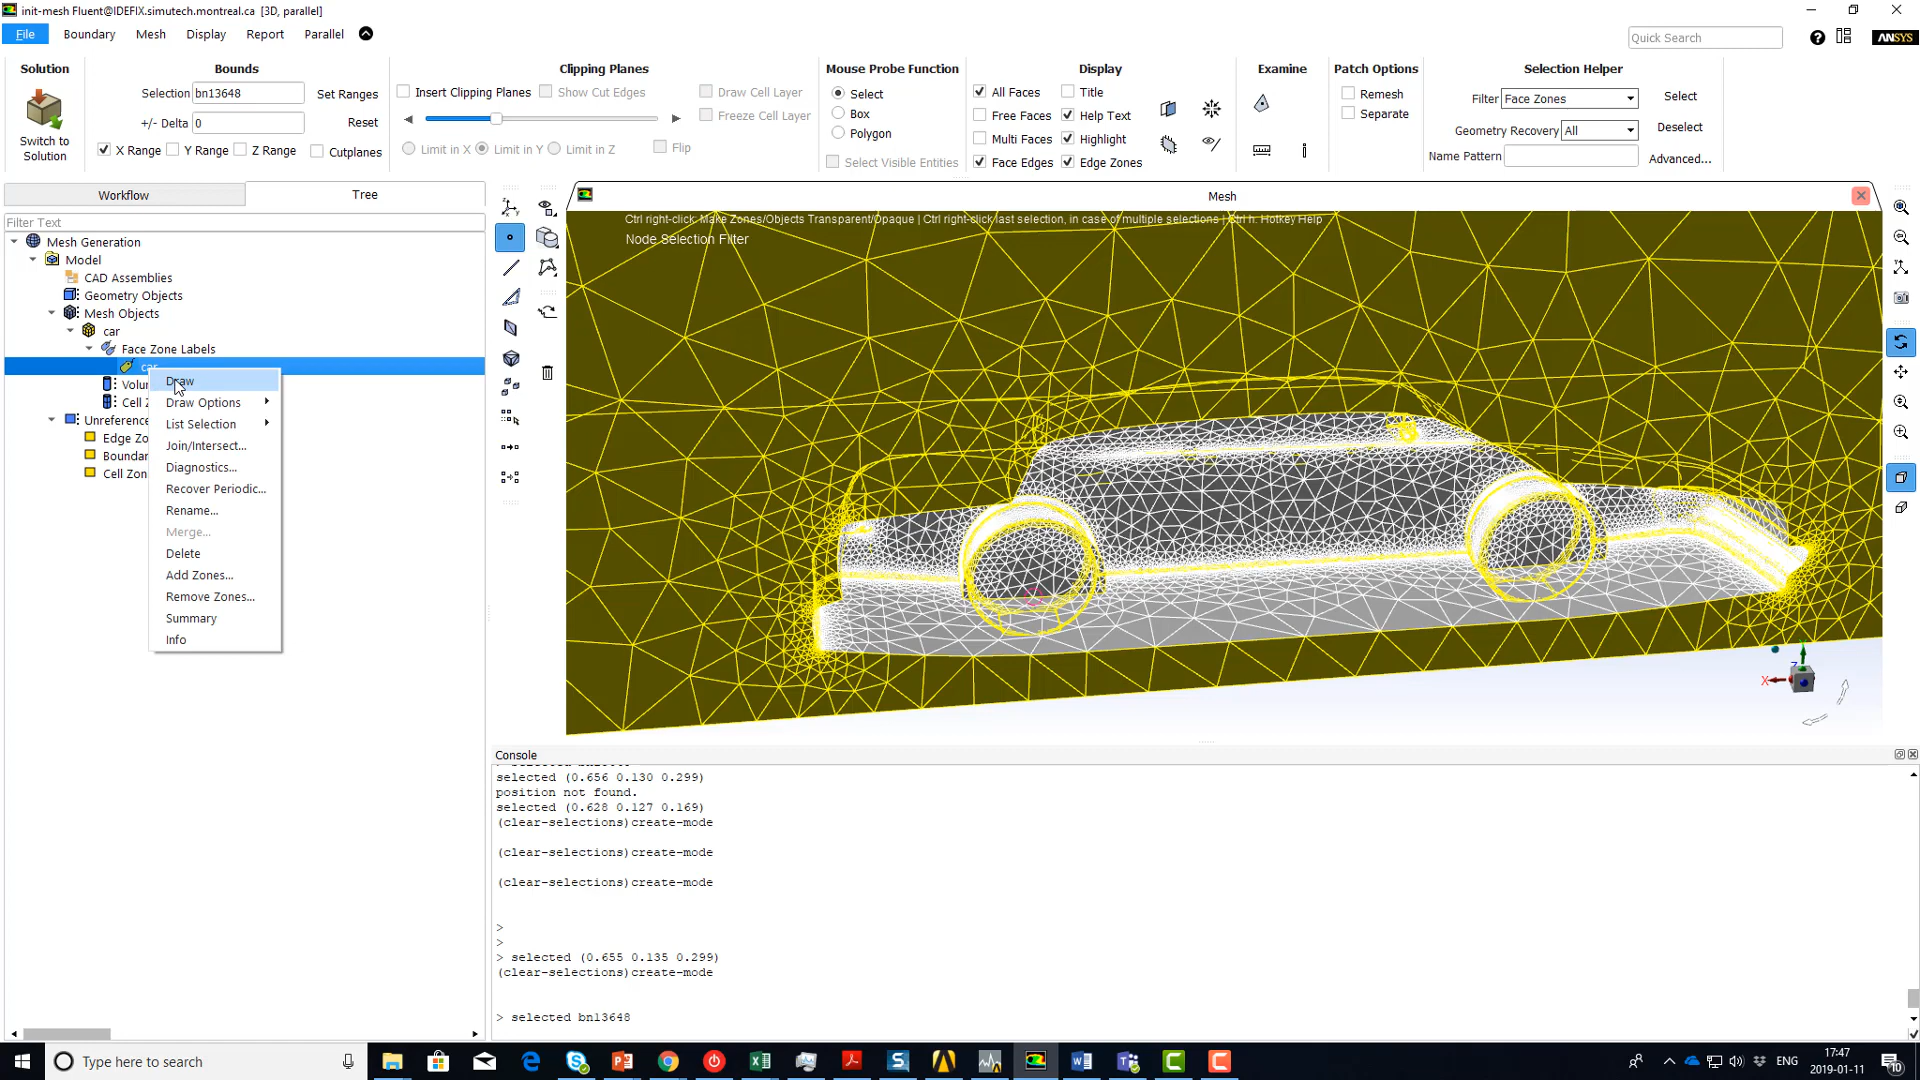 init-mesh Fluent@IDEFIX.simutech.montreal.ca [3D, parallel]
File Boundary Mesh Display Report Parallel
Quick Search
ANSYS
Solution
Switch to
Solution
Bounds
Selection bn13648 Set Ranges
+/- Delta 0 Reset
X Range Y Range Z Range Cutplanes
Clipping Planes
Insert Clipping Planes Show Cut Edges Draw Cell Layer
Freeze Cell Layer
Limit in X Limit in Y Limit in Z Flip
Mouse Probe Function
Select
Box
Polygon
Select Visible Entities
Display
All Faces Title
Free Faces Help Text
Multi Faces Highlight
Face Edges Edge Zones
Examine
Patch Options
Remesh
Separate
Selection Helper
Filter Face Zones Select
Geometry Recovery All Deselect
Name Pattern Advanced...
Workflow Tree
Filter Text
Mesh Generation
Model
CAD Assemblies
Geometry Objects
Mesh Objects
car
Face Zone Labels
car
Volu
Cell Z
Unreference
Edge Zo
Boundar
Cell Zon
Draw
Draw Options
List Selection
Join/Intersect...
Diagnostics...
Recover Periodic...
Rename...
Merge...
Delete
Add Zones...
Remove Zones...
Summary
Info
Mesh
Ctrl right-click: Make Zones/Objects Transparent/Opaque | Ctrl right-click last selection, in case of multiple selections | Ctrl h: Hotkey Help
Node Selection Filter
X
Z
Console
selected (0.656 0.130 0.299)
position not found.
selected (0.628 0.127 0.169)
(clear-selections)create-mode
(clear-selections)create-mode
(clear-selections)create-mode
>
>
> selected (0.655 0.135 0.299)
(clear-selections)create-mode
> selected bn13648
Type here to search
ENG
17:47
2019-01-11
10